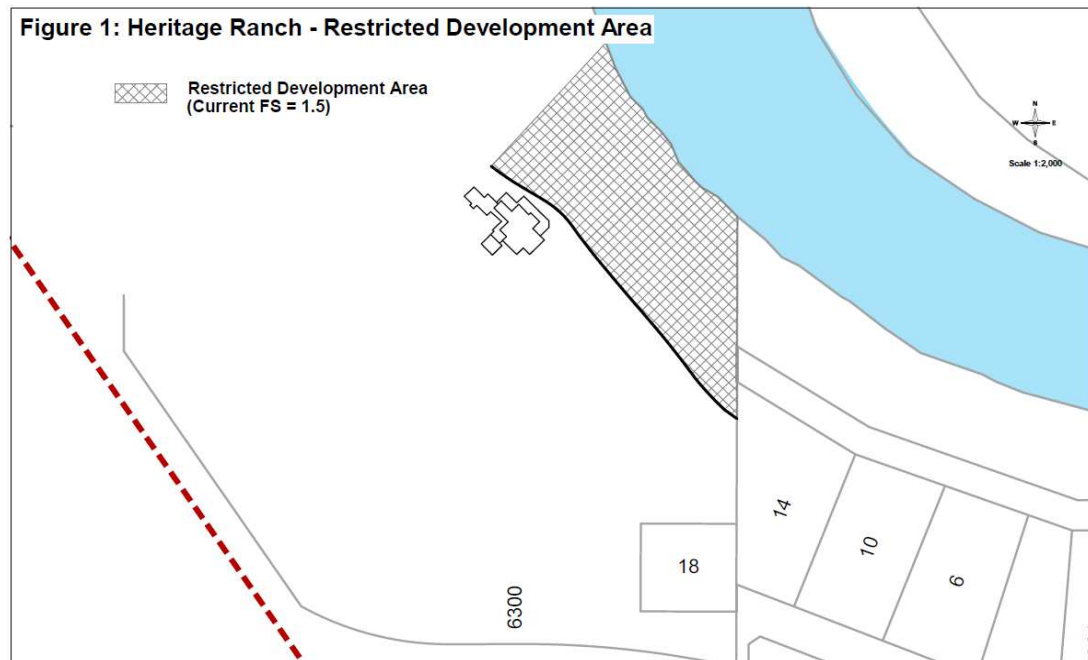 Figure 1: Heritage Ranch - Restricted Development Area
Restricted Development Area
(Current FS = 1.5)
N
W E
S
Scale 1:2,000
14
10
6
18
6300